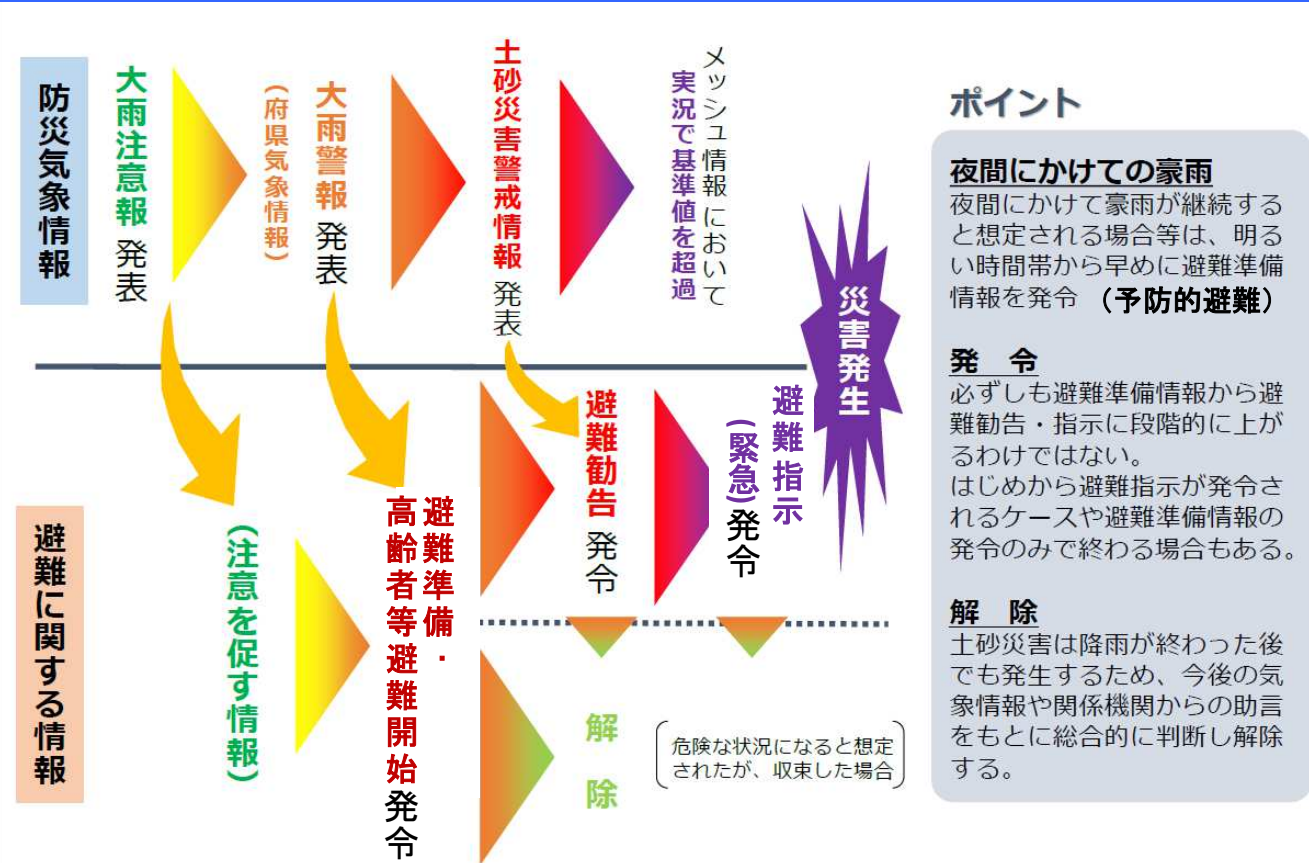 防災気象情報
大雨注意報 発表
(府県気象情報)
大雨警報 発表
土砂災害警戒情報 発表
メッシュ情報において
実況で基準値を超過
災害発生
避難に関する情報
(注意を促す情報)
避難準備・
高齢者等避難開始 発令
避難勧告 発令
避難指示
(緊急)発令
解除
危険な状況になると想定
されたが、収束した場合
ポイント
夜間にかけての豪雨
夜間にかけて豪雨が継続する
と想定される場合等は、明る
い時間帯から早めに避難準備
情報を発令 (予防的避難)
発 令
必ずしも避難準備情報から避
難勧告・指示に段階的に上が
るわけではない。
はじめから避難指示が発令さ
れるケースや避難準備情報の
発令のみで終わる場合もある。
解 除
土砂災害は降雨が終わった後
でも発生するため、今後の気
象情報や関係機関からの助言
をもとに総合的に判断し解除
する。